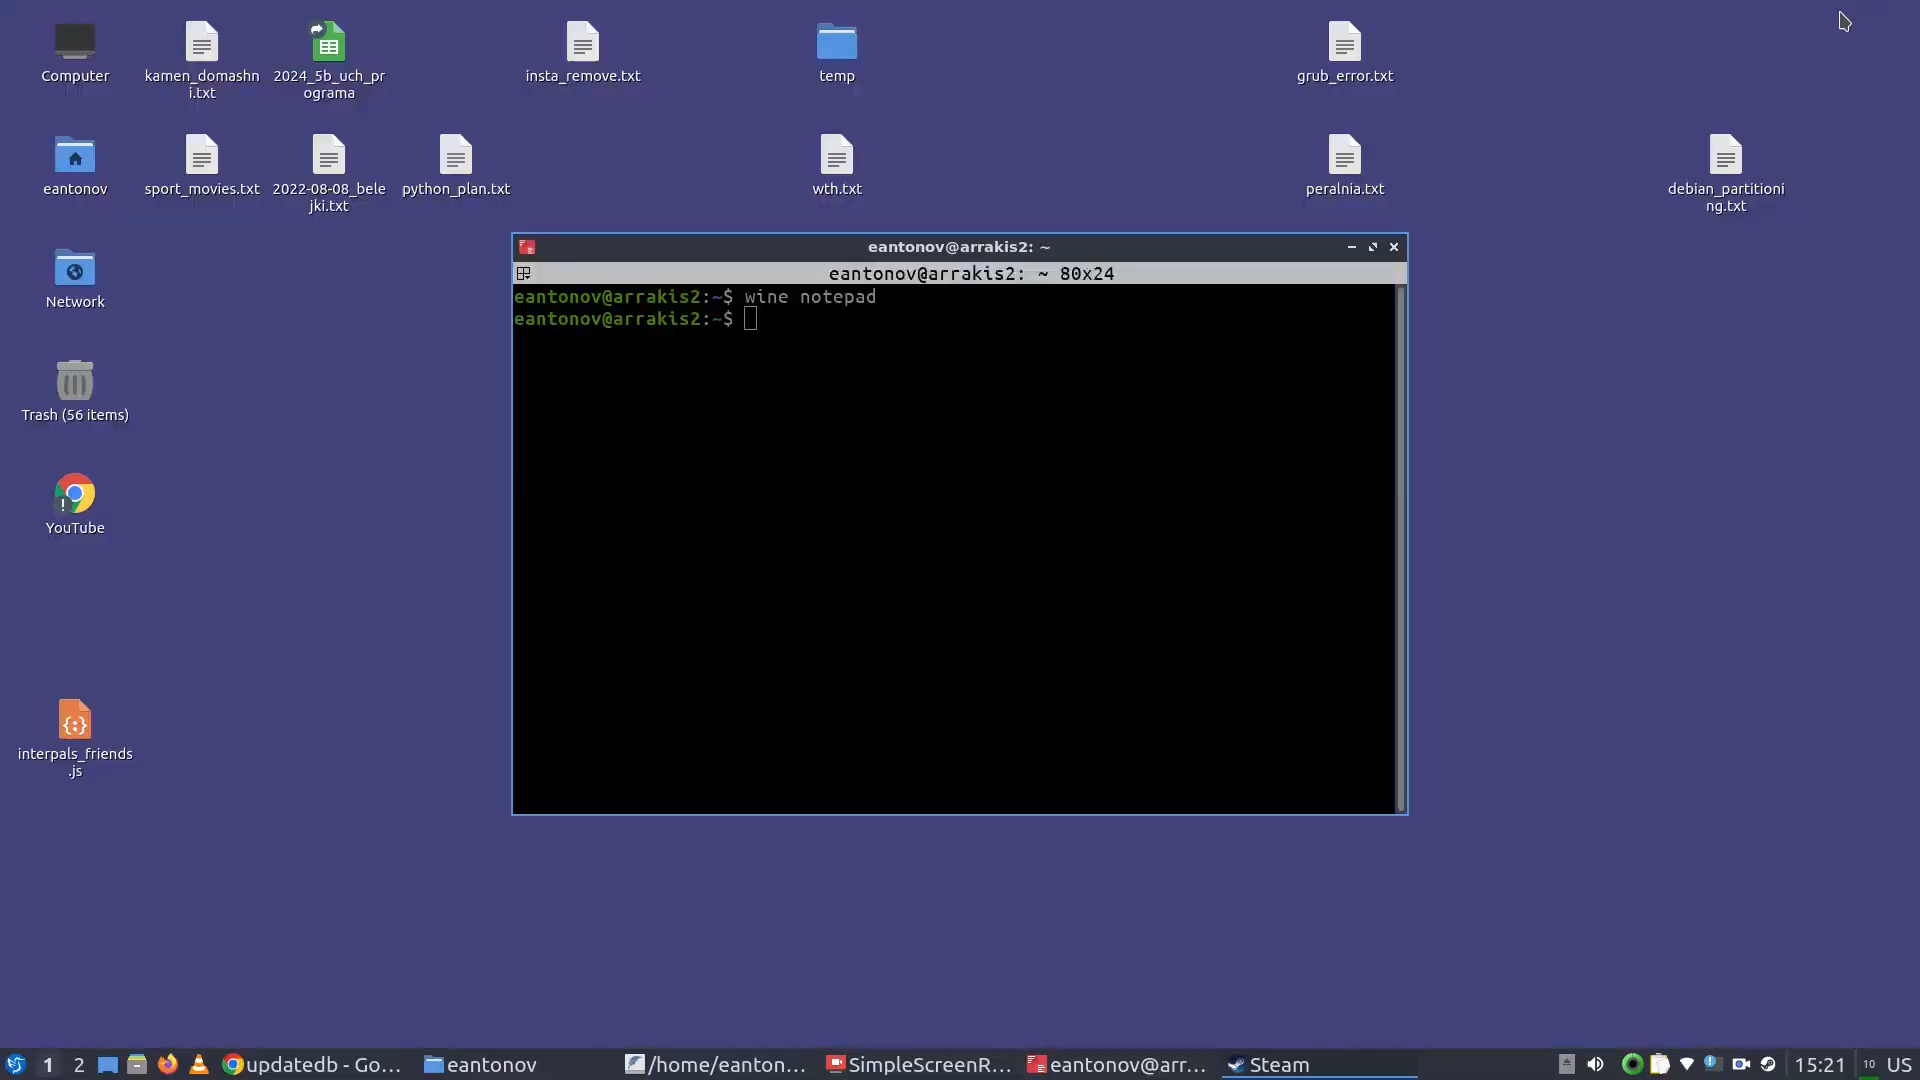 Computer
kamen_domashn
i.txt
2024_5b_uch_pr
ograma
insta_remove.txt
temp
grub_error.txt
eantonov
sport_movies.txt
2022-08-08_bele
jki.txt
python_plan.txt
wth.txt
peralnia.txt
debian_partitioni
ng.txt
Network
Trash (56 items)
YouTube
interpals_friends
.js
eantonov@arrakis2: ~
eantonov@arrakis2: ~ 80x24
eantonov@arrakis2:~$ wine notepad
eantonov@arrakis2:~$
1 2 updatedb - Go... eantonov /home/eanton... SimpleScreenR... eantonov@arr... Steam 15:21 10 US